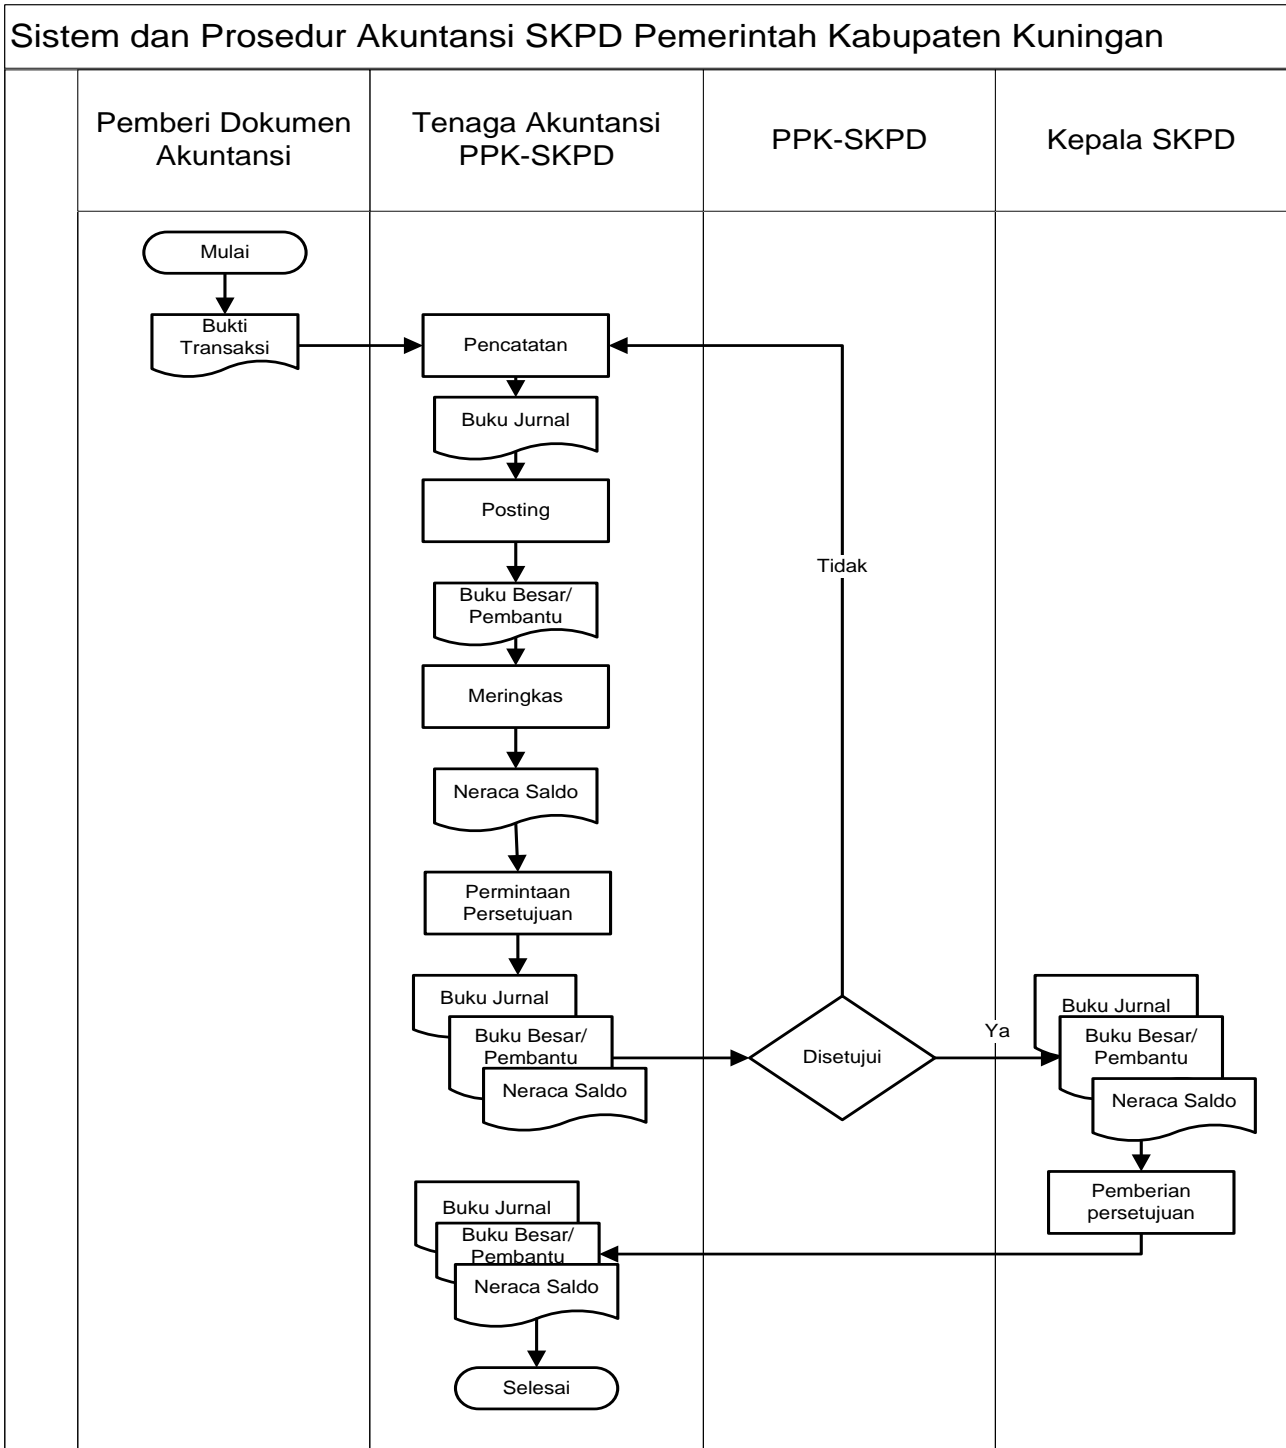 Sistem dan Prosedur Akuntansi SKPD Pemerintah Kabupaten Kuningan
Pemberi Dokumen
Akuntansi
Tenaga Akuntansi
PPK-SKPD
PPK-SKPD
Kepala SKPD
Mulai
Bukti
Transaksi
Pencatatan
Buku Jurnal
Posting
Tidak
Buku Besar/
Pembantu
Meringkas
Neraca Saldo
Permintaan
Persetujuan
Buku Jurnal
Buku Besar/
Pembantu
Neraca Saldo
Disetujui
Ya
Buku Jurnal
Buku Besar/
Pembantu
Neraca Saldo
Pemberian
persetujuan
Buku Jurnal
Buku Besar/
Pembantu
Neraca Saldo
Selesai